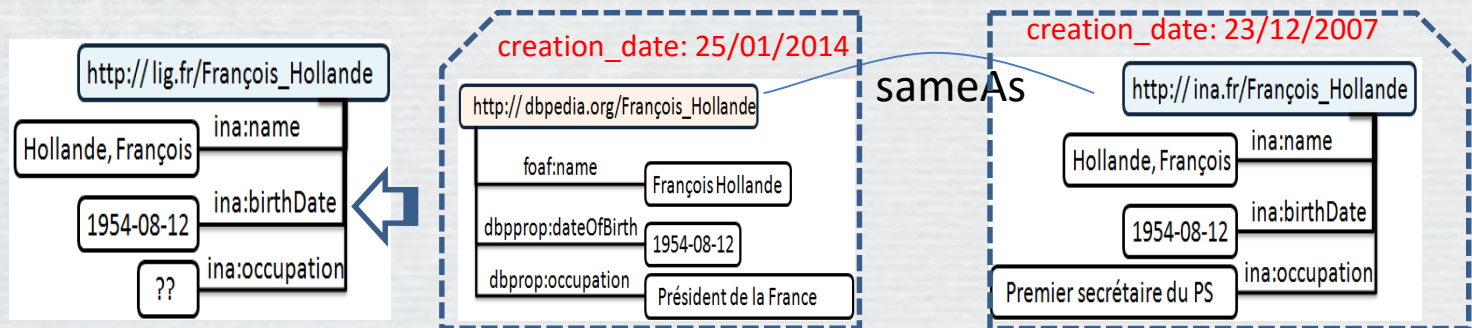 http:// lig.fr/François_Hollande
ina:name
Hollande, François
ina:birthDate
1954-08-12
ina:occupation
??
creation_date: 25/01/2014
http:// dbpedia.org/François_Hollande
foaf:name
François Hollande
dbpprop:dateOfBirth
1954-08-12
dbprop:occupation
Président de la France
sameAs
creation_date: 23/12/2007
http:// ina.fr/François_Hollande
ina:name
Hollande, François
ina:birthDate
1954-08-12
ina:occupation
Premier secrétaire du PS